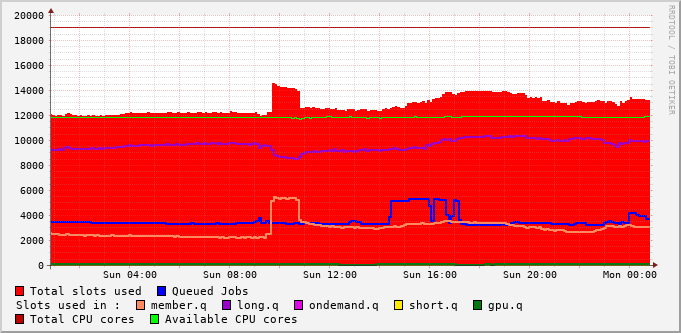 20000
18000
16000
14000
12000
10000
8000
6000
4000
2000
0
Sun 04:00 Sun 08:00 Sun 12:00 Sun 16:00 Sun 20:00 Mon 00:00
Total slots used Queued Jobs
Slots used in : member.q long.q ondemand.q short.q gpu.q
Total CPU cores Available CPU cores
RRDTOOL / TOBI OETIKER